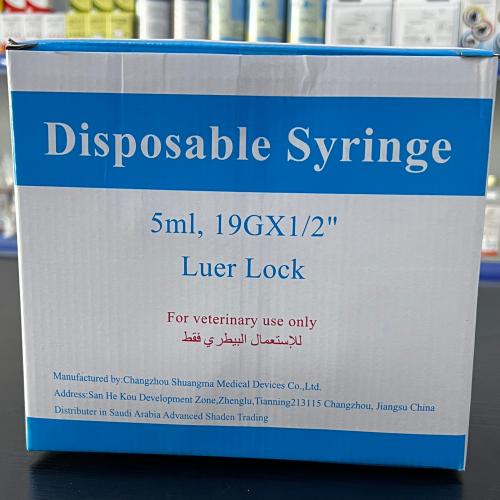 Disposable Syringe
5ml, 19GX1/2"
Luer Lock
For veterinary use only
للإستعمال البيطري فقط
Manufactured by:Changzhou Shuangma Medical Devices Co.,Ltd.
Address:San He Kou Development Zone,Zhenglu,Tianning213115 Changzhou, Jiangsu China
Distributer in Saudi Arabia Advanced Shaden Trading